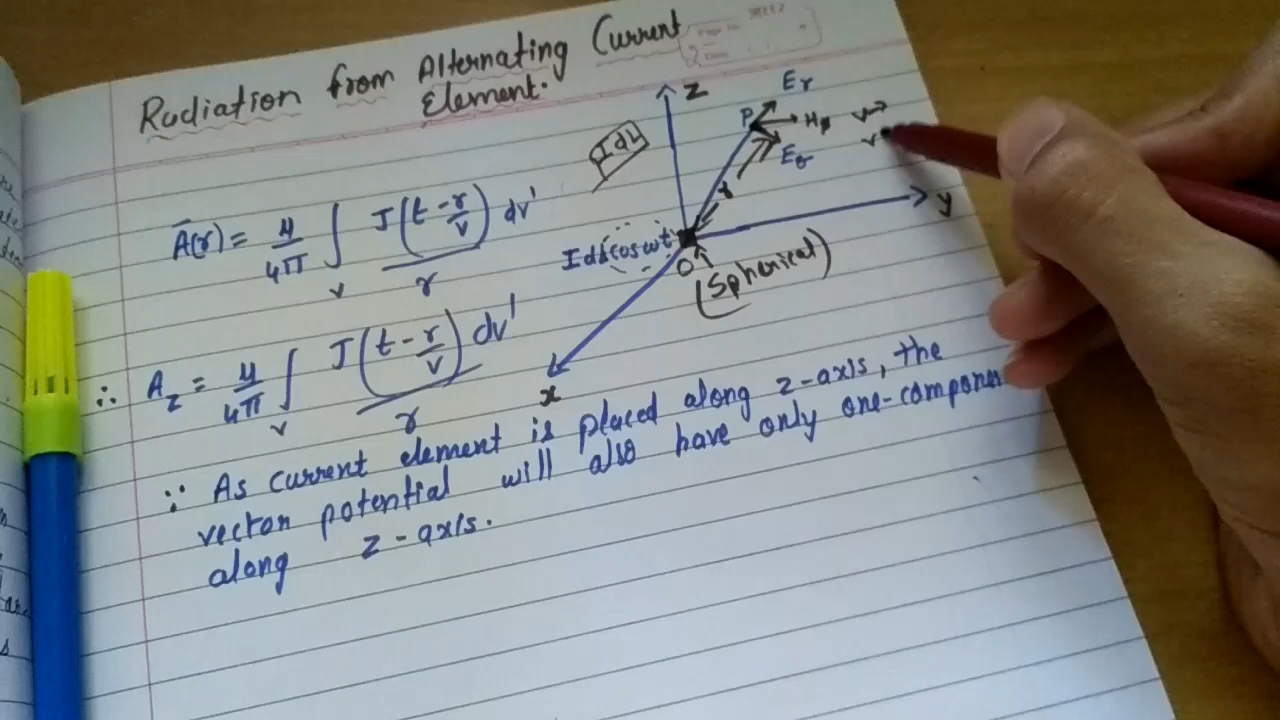 Radiation from Alternating Current
Element.
Z
Er
P
Hφ
v→
v
Eθ
Idl
r
y
Idl cos ωt
O
(Spherical)
x
Ā(r) = μ/4π ∫v J(t - r/v)/r dv'
∴ Az = μ/4π ∫v J(t - r/v)/r dv'
∵ As current element is placed along z-axis, the
vector potential will also have only one-componen
along z-axis.